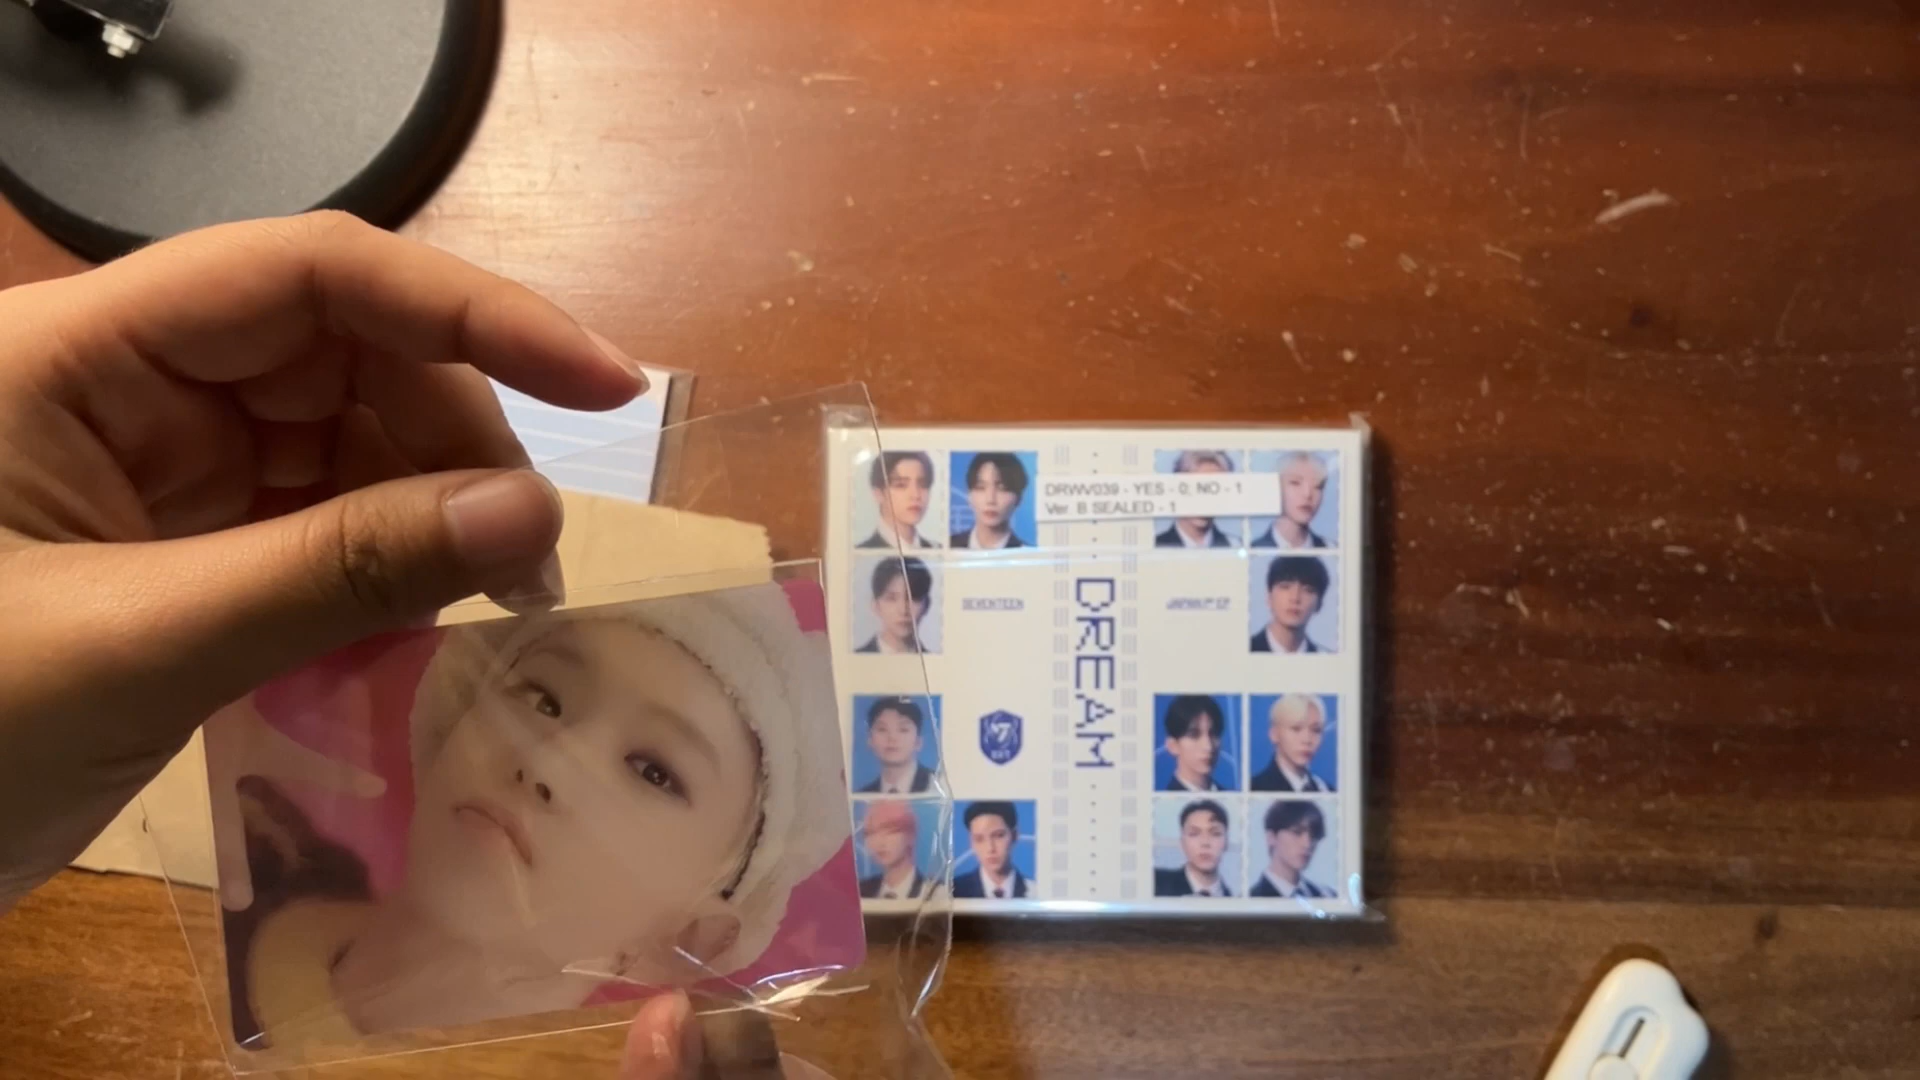 DRWV039 - YES - 0; NO - 1
Ver. B SEALED - 1
SEVENTEEN
DREAM
JAPAN 1ST EP